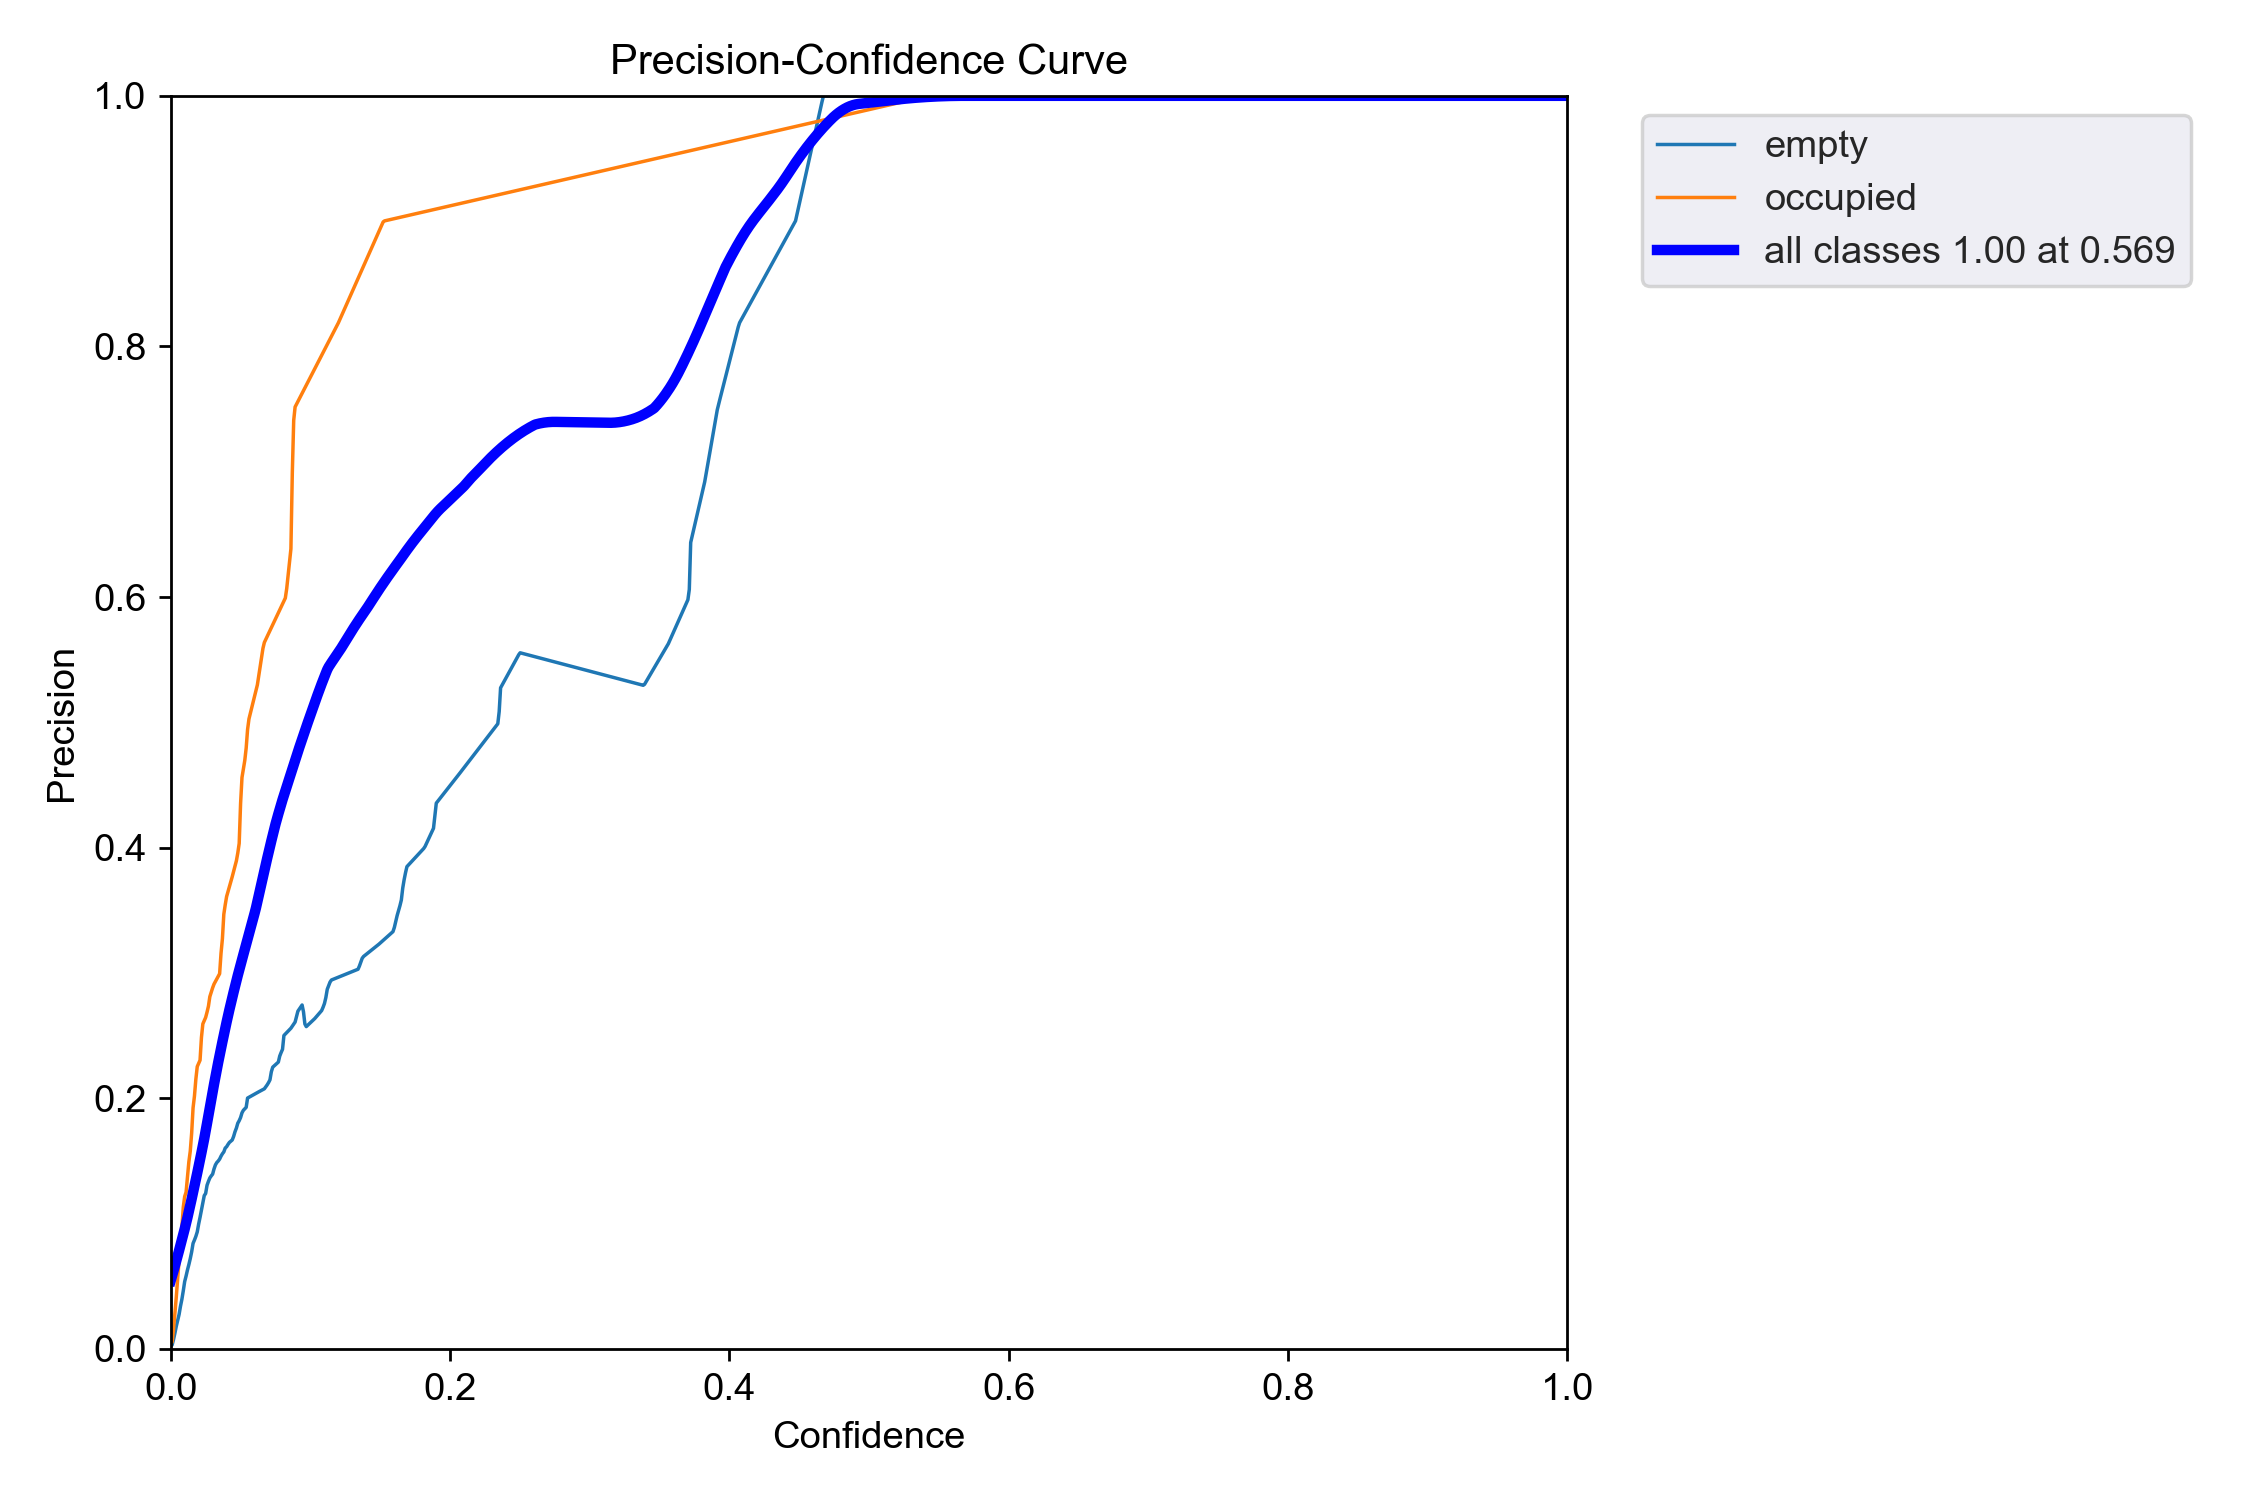 Precision-Confidence Curve
1.0
0.8
0.6
0.4
0.2
0.0
Precision
0.0 0.2 0.4 0.6 0.8 1.0
Confidence
empty
occupied
all classes 1.00 at 0.569